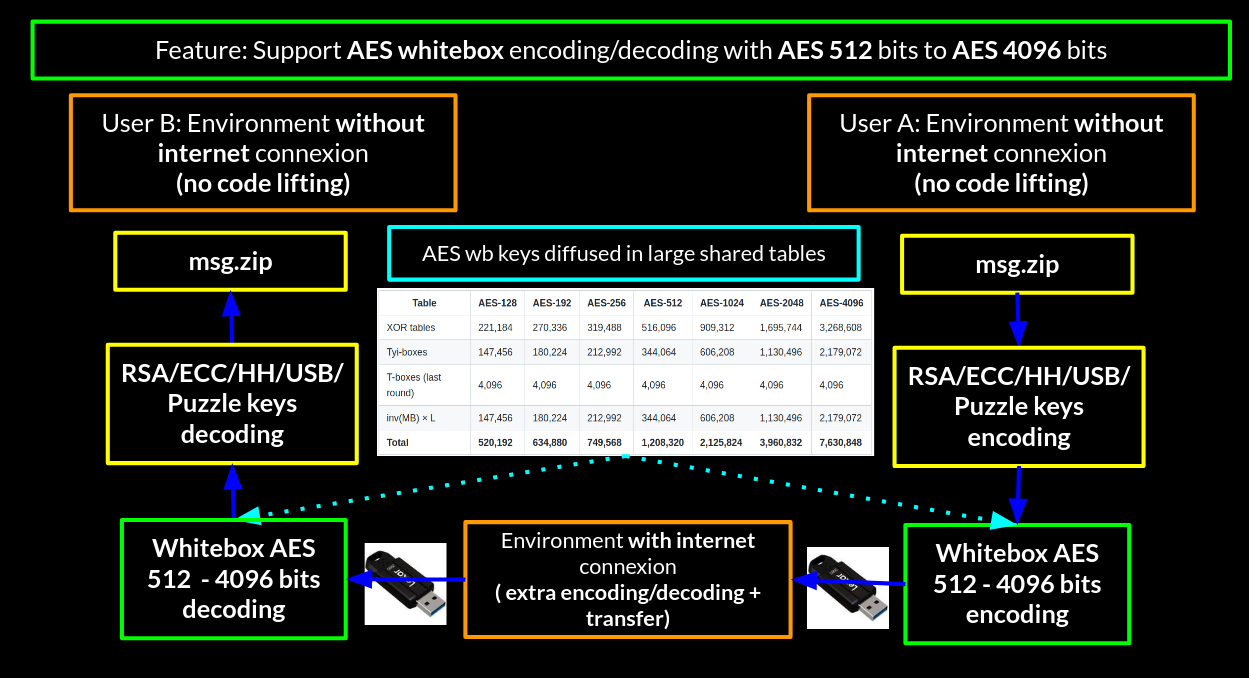 Feature: Support AES whitebox encoding/decoding with AES 512 bits to AES 4096 bits
User B: Environment without
internet connexion
(no code lifting)
User A: Environment without
internet connexion
(no code lifting)
msg.zip
AES wb keys diffused in large shared tables
msg.zip
Table AES-128 AES-192 AES-256 AES-512 AES-1024 AES-2048 AES-4096
XOR tables 221,184 270,336 319,488 516,096 909,312 1,695,744 3,268,608
Tyi-boxes 147,456 180,224 212,992 344,064 606,208 1,130,496 2,179,072
T-boxes (last
round) 4,096 4,096 4,096 4,096 4,096 4,096 4,096
inv(MB) × L 147,456 180,224 212,992 344,064 606,208 1,130,496 2,179,072
Total 520,192 634,880 749,568 1,208,320 2,125,824 3,960,832 7,630,848
RSA/ECC/HH/USB/
Puzzle keys
decoding
RSA/ECC/HH/USB/
Puzzle keys
encoding
Whitebox AES
512 - 4096 bits
decoding
Lexar
Environment with internet
connexion
( extra encoding/decoding +
transfer)
Lexar
Whitebox AES
512 - 4096 bits
encoding